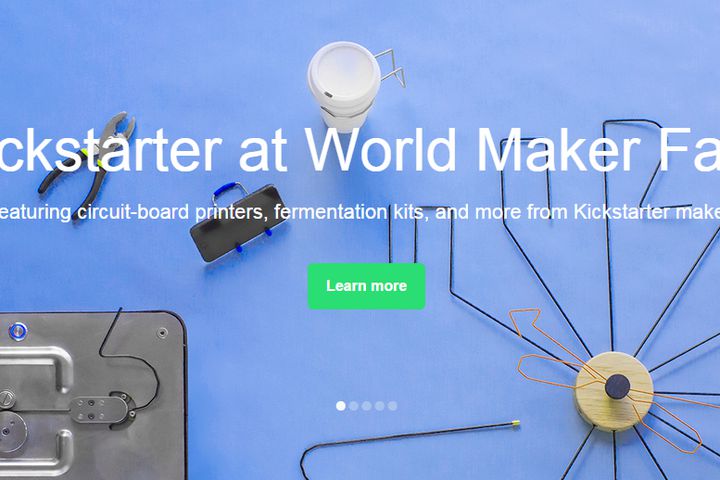 ckstarter at World Maker Fa
eaturing circuit-board printers, fermentation kits, and more from Kickstarter make
Learn more